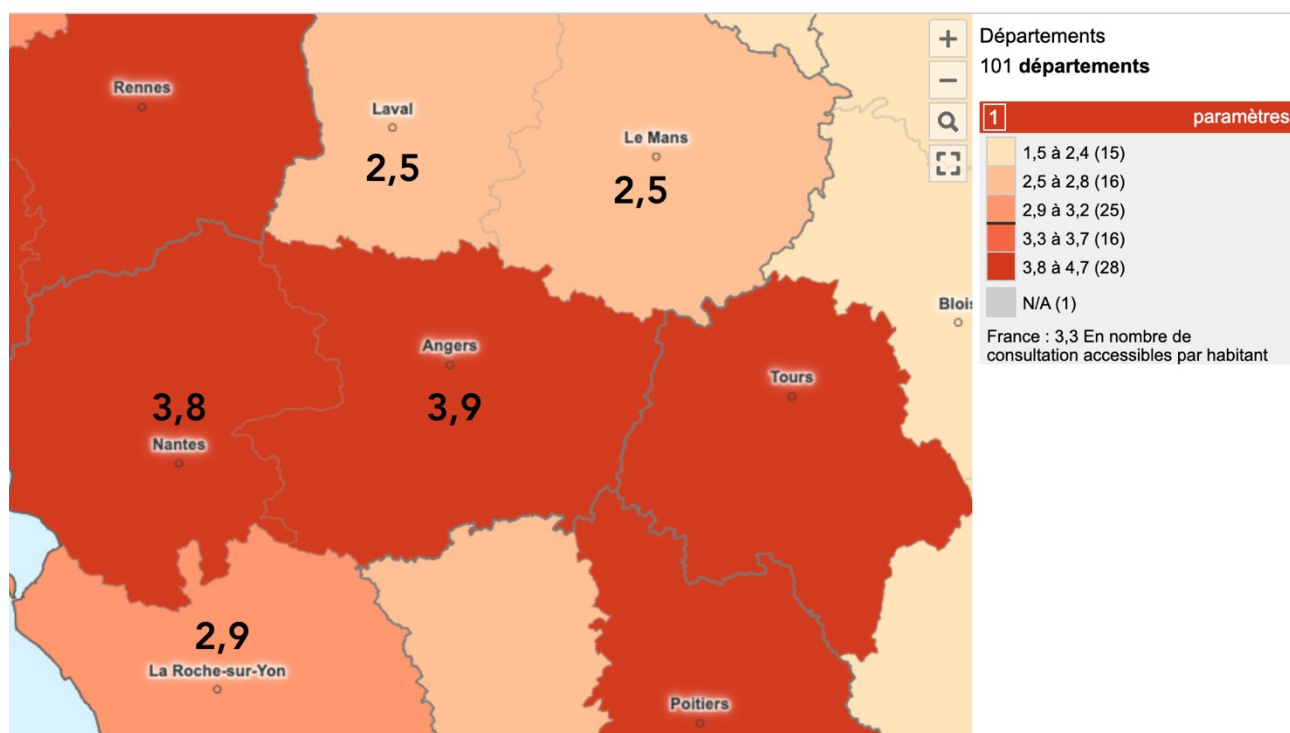 Rennes
Laval
2,5
Le Mans
2,5
Angers
3,9
3,8
Nantes
Tours
Blois
2,9
La Roche-sur-Yon
Poitiers
+
−
Départements
101 départements
1 paramètres
1,5 à 2,4 (15)
2,5 à 2,8 (16)
2,9 à 3,2 (25)
3,3 à 3,7 (16)
3,8 à 4,7 (28)
N/A (1)
France : 3,3 En nombre de
consultation accessibles par habitant